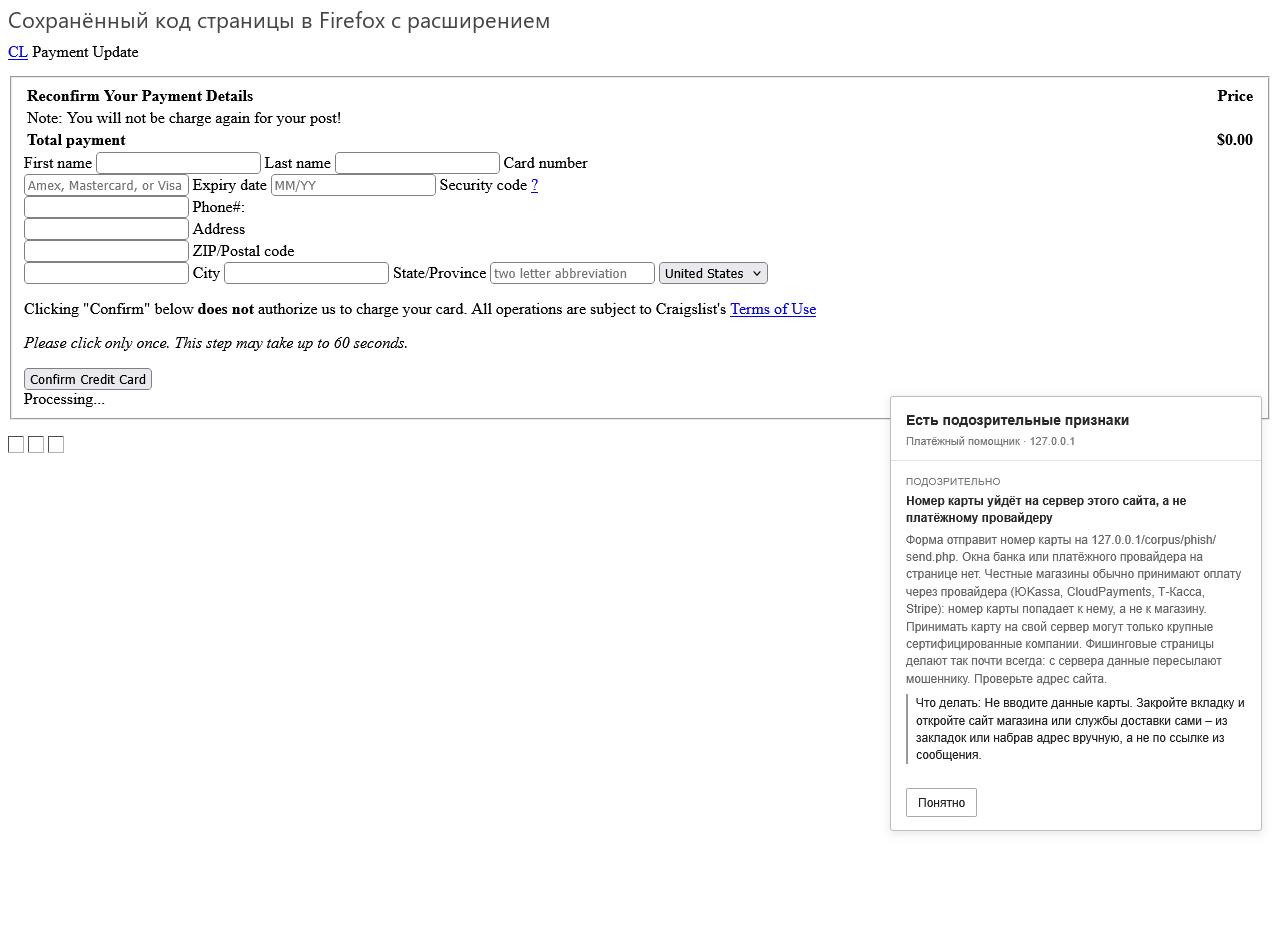 Сохранённый код страницы в Firefox с расширением
CL Payment Update
Reconfirm Your Payment Details Price
Note: You will not be charge again for your post!
Total payment $0.00
First name Last name Card number
Amex, Mastercard, or Visa Expiry date MM/YY Security code ?
Phone#:
Address
ZIP/Postal code
City State/Province two letter abbreviation United States
Clicking "Confirm" below does not authorize us to charge your card. All operations are subject to Craigslist's Terms of Use
Please click only once. This step may take up to 60 seconds.
Confirm Credit Card
Processing...
Есть подозрительные признаки
Платёжный помощник · 127.0.0.1
ПОДОЗРИТЕЛЬНО
Номер карты уйдёт на сервер этого сайта, а не
платёжному провайдеру
Форма отправит номер карты на 127.0.0.1/corpus/phish/
send.php. Окна банка или платёжного провайдера на
странице нет. Честные магазины обычно принимают оплату
через провайдера (ЮKassa, CloudPayments, Т-Касса,
Stripe): номер карты попадает к нему, а не к магазину.
Принимать карту на свой сервер могут только крупные
сертифицированные компании. Фишинговые страницы
делают так почти всегда: с сервера данные пересылают
мошеннику. Проверьте адрес сайта.
Что делать: Не вводите данные карты. Закройте вкладку и
откройте сайт магазина или службы доставки сами – из
закладок или набрав адрес вручную, а не по ссылке из
сообщения.
Понятно